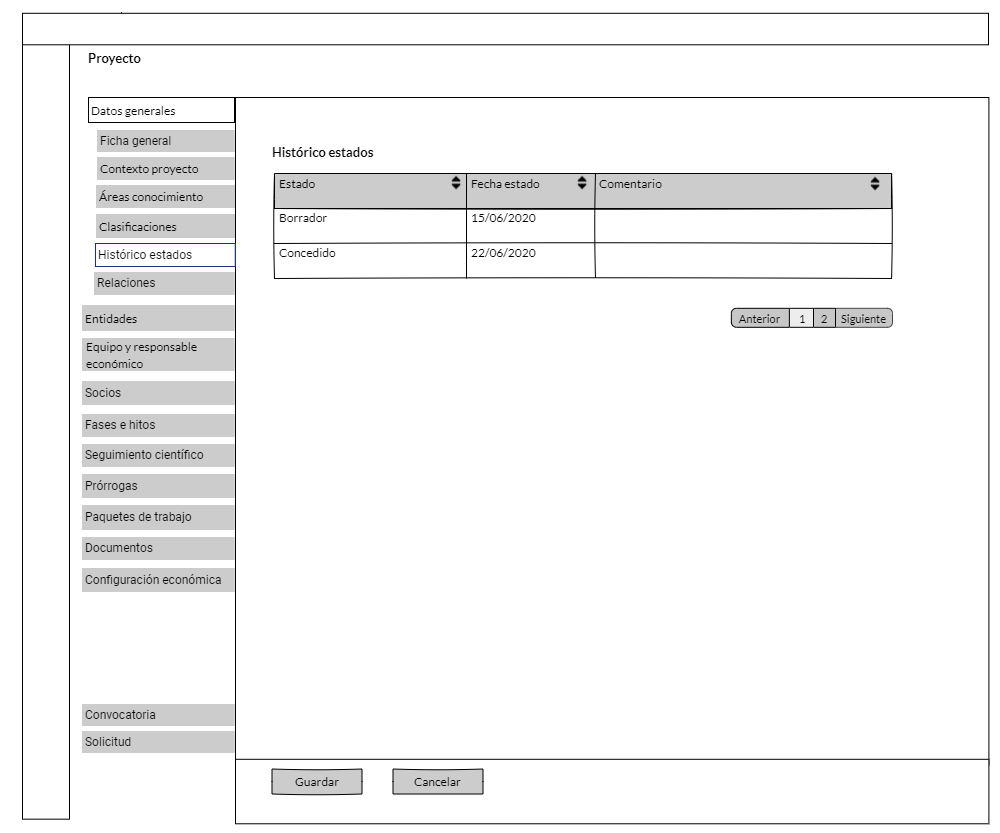 Proyecto
Datos generales
Ficha general
Contexto proyecto
Áreas conocimiento
Clasificaciones
Histórico estados
Relaciones
Entidades
Equipo y responsable
económico
Socios
Fases e hitos
Seguimiento científico
Prórrogas
Paquetes de trabajo
Documentos
Configuración económica
Convocatoria
Solicitud
Histórico estados
Estado Fecha estado Comentario
Borrador 15/06/2020
Concedido 22/06/2020
Anterior 1 2 Siguiente
Guardar Cancelar